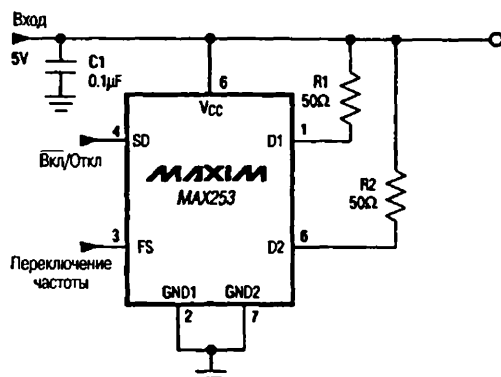 Вход
5V
C1
0.1µF
6
VCC
R1
50Ω
1
D1
4
SD
Вкл/Откл
MAXIM
MAX253
R2
50Ω
6
D2
3
FS
Переключение
частоты
GND1
GND2
2
7